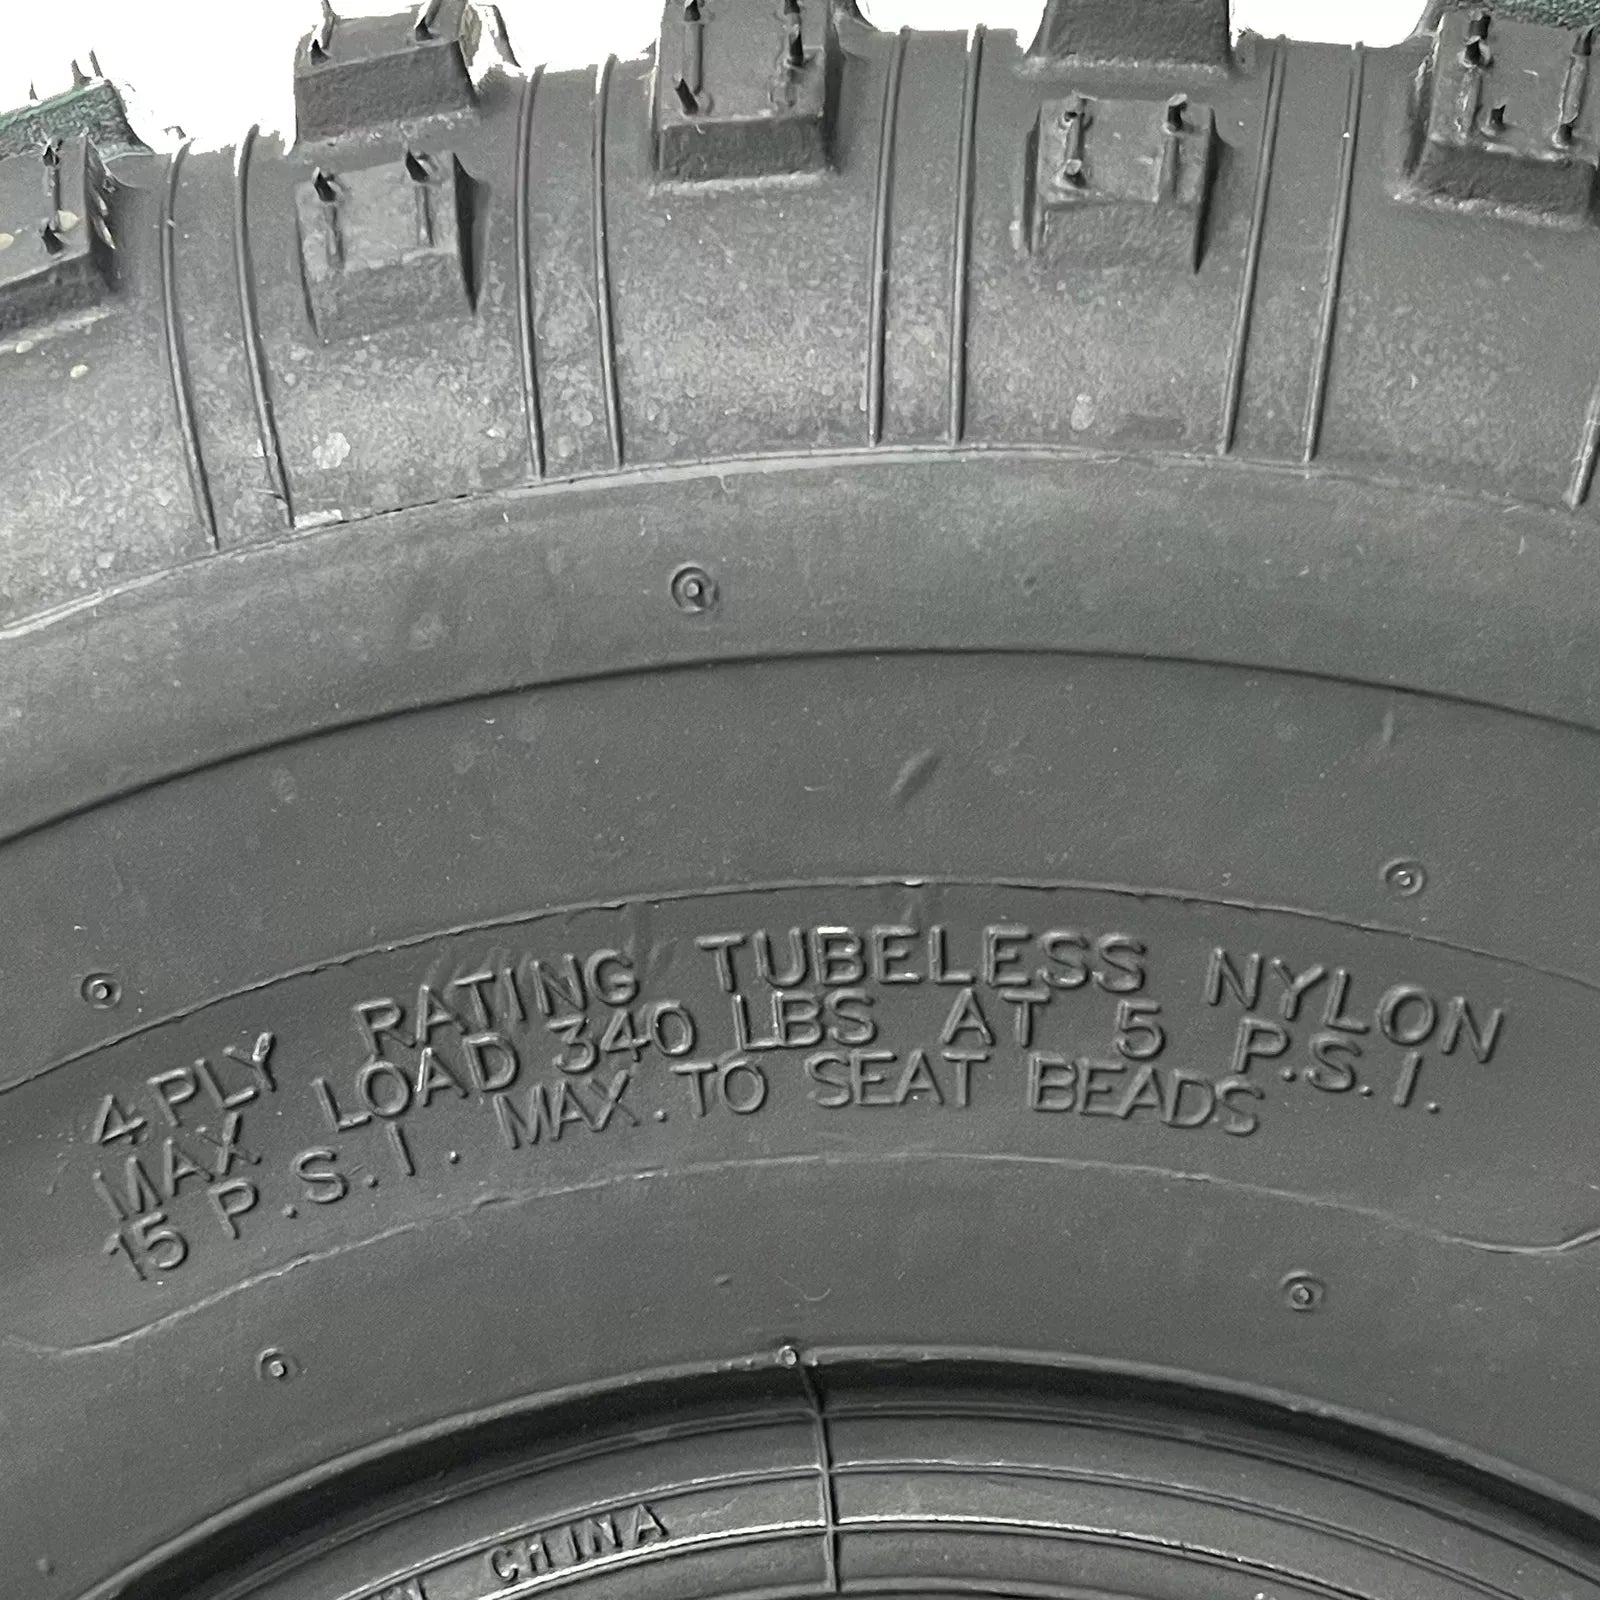 4 PLY RATING TUBELESS NYLON
MAX LOAD 340 LBS AT 5 P.S.I.
15 P.S.I. MAX. TO SEAT BEADS
CHINA